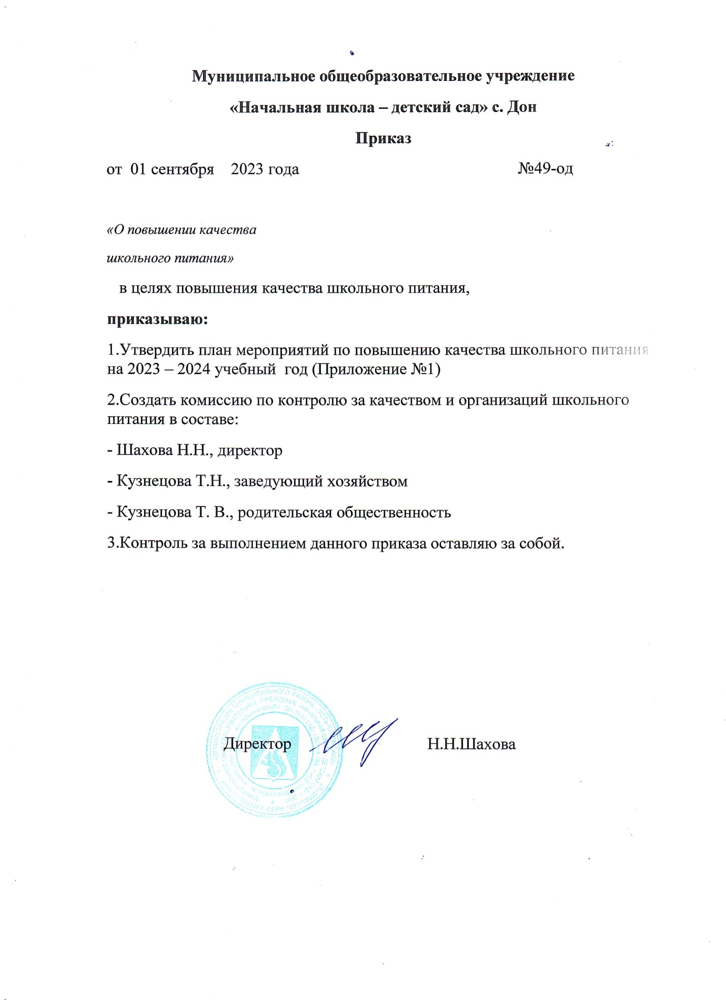 Муниципальное общеобразовательное учреждение
«Начальная школа – детский сад» с. Дон
Приказ
от 01 сентября 2023 года №49-од
«О повышении качества
школьного питания»
в целях повышения качества школьного питания,
приказываю:
1.Утвердить план мероприятий по повышению качества школьного питания
на 2023 – 2024 учебный год (Приложение №1)
2.Создать комиссию по контролю за качеством и организаций школьного
питания в составе:
- Шахова Н.Н., директор
- Кузнецова Т.Н., заведующий хозяйством
- Кузнецова Т. В., родительская общественность
3.Контроль за выполнением данного приказа оставляю за собой.
АДМИНИСТРАЦИЯ МУНИЦИПАЛЬНОГО РАЙОНА
Директор Н.Н.Шахова